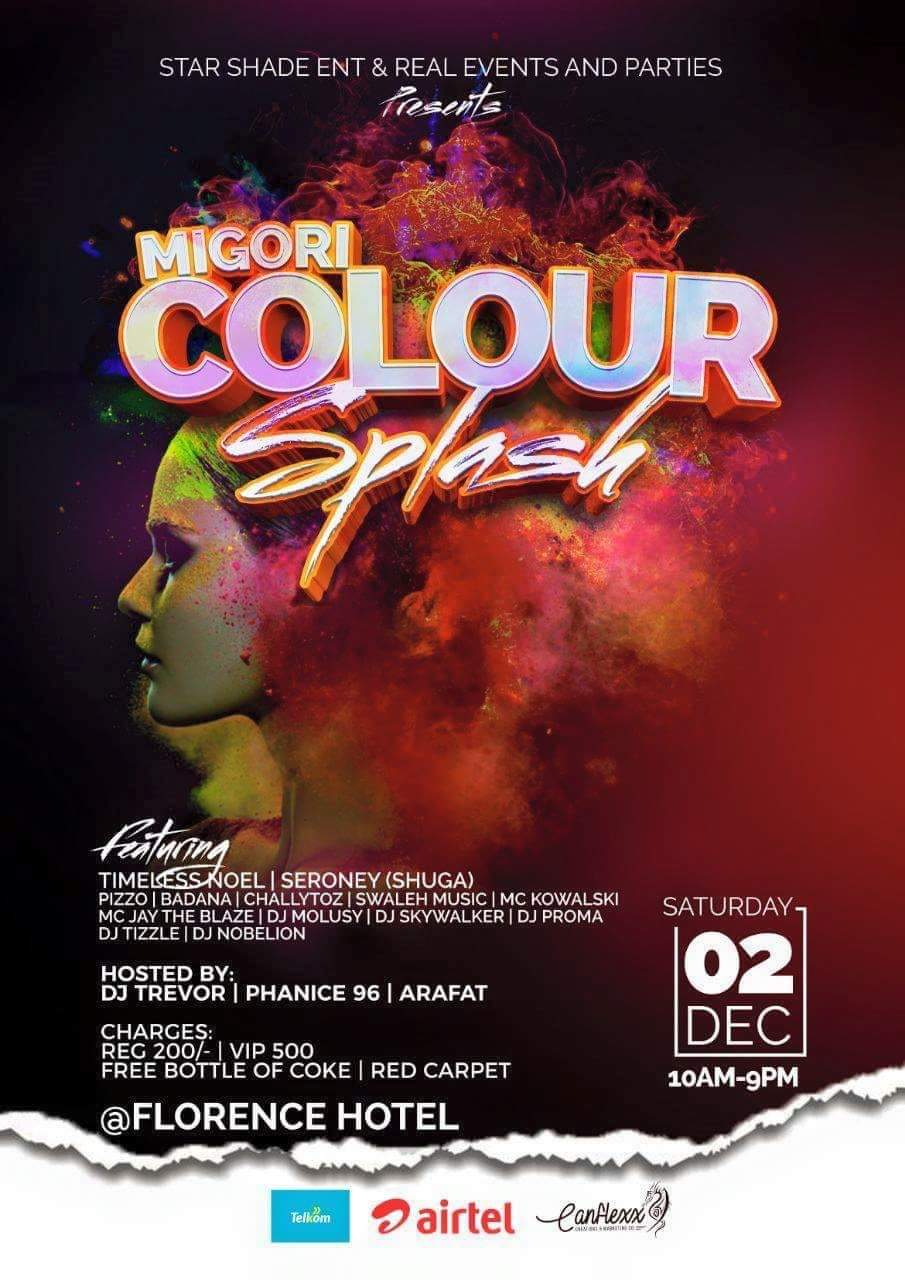 STAR SHADE ENT & REAL EVENTS AND PARTIES
Presents
MIGORI
COLOUR
Splash
Featuring
TIMELESS NOEL | SERONEY (SHUGA)
PIZZO | BADANA | CHALLYTOZ | SWALEH MUSIC | MC KOWALSKI
MC JAY THE BLAZE | DJ MOLUSY | DJ SKYWALKER | DJ PROMA
DJ TIZZLE | DJ NOBELION
HOSTED BY:
DJ TREVOR | PHANICE 96 | ARAFAT
CHARGES:
REG 200/- | VIP 500
FREE BOTTLE OF COKE | RED CARPET
@FLORENCE HOTEL
SATURDAY
02
DEC
10AM-9PM
Telkom
airtel
Canflexx
CREATIONS & MARKETING CO